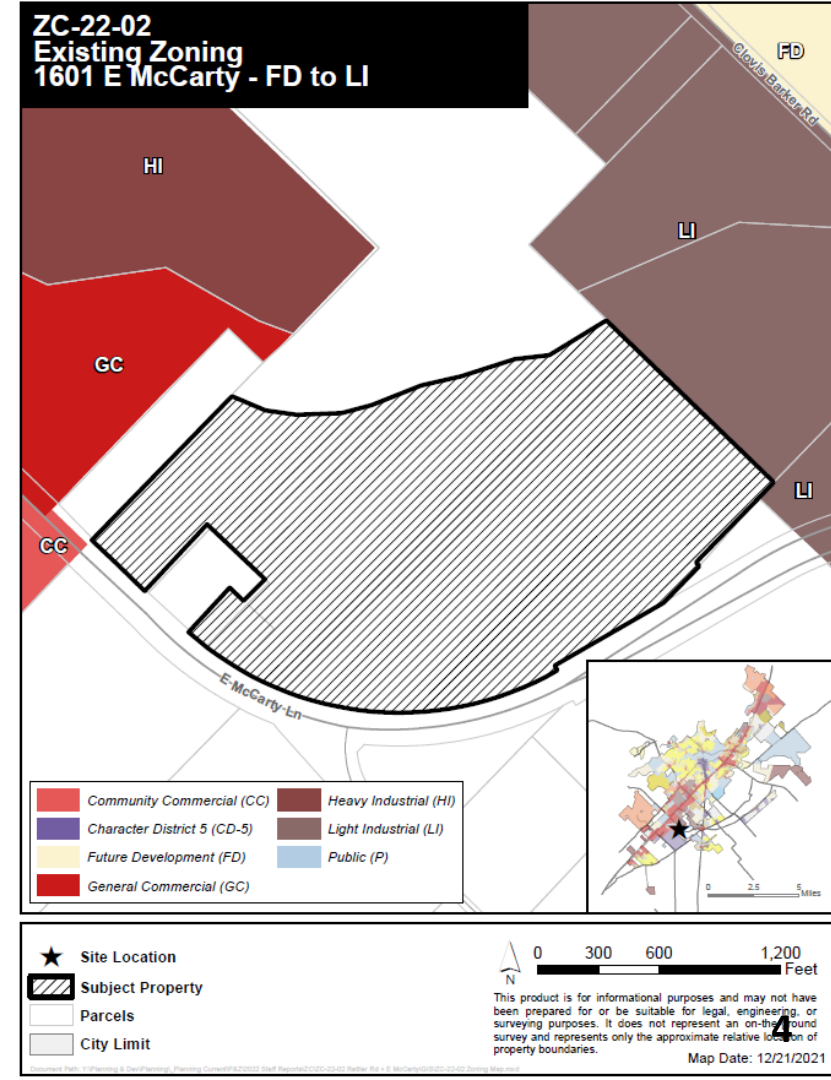 ZC-22-02
Existing Zoning
1601 E McCarty - FD to LI
FD
Clovis Barker Rd
HI
LI
GC
LI
CC
E McCarty Ln
Community Commercial (CC)
Heavy Industrial (HI)
Character District 5 (CD-5)
Light Industrial (LI)
Future Development (FD)
Public (P)
General Commercial (GC)
0 2.5 5
Miles
Site Location
Subject Property
Parcels
City Limit
N
0 300 600 1,200
Feet
This product is for informational purposes and may not have
been prepared for or be suitable for legal, engineering, or
surveying purposes. It does not represent an on-the-ground
survey and represents only the approximate relative location of
property boundaries.
4
Map Date: 12/21/2021